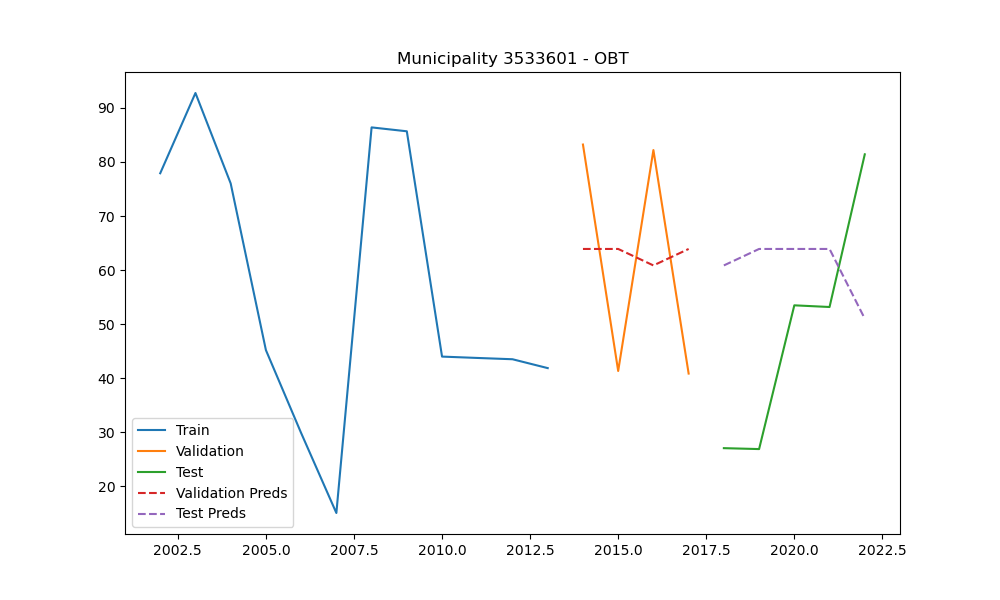 Municipality 3533601 - OBT
90
80
70
60
50
40
30
20
Train
Validation
Test
Validation Preds
Test Preds
2002.5 2005.0 2007.5 2010.0 2012.5 2015.0 2017.5 2020.0 2022.5